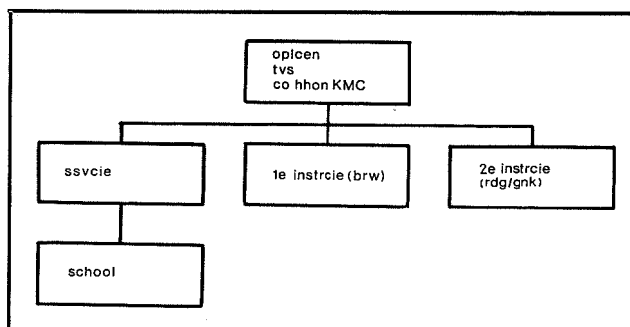 oplcen
tvs
co hhon KMC
ssvcie
1e instrcie (brw)
2e instrcie
(rdg/gnk)
school